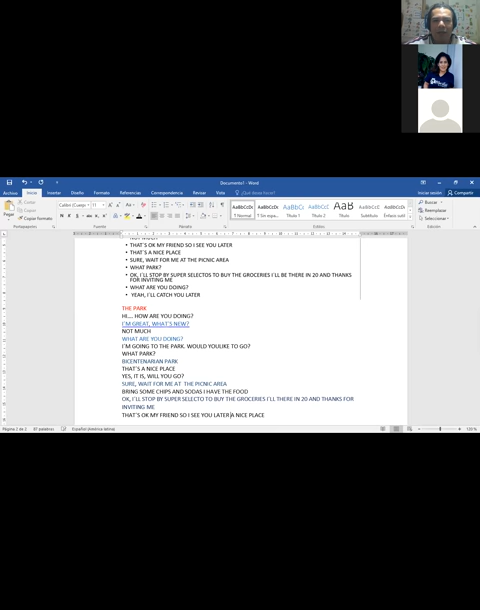 Documento1 - Word
Archivo Inicio Insertar Diseño Formato Referencias Correspondencia Revisar Vista ¿Qué desea hacer? Iniciar sesión Compartir
Pegar Cortar Copiar Copiar formato
Calibri (Cuerpo) 11
AaBbCcDc AaBbCcDc AaBbCc AaBbCcC AaB AaBbCcC AaBbCcDc
¶ Normal Título 1 Título 2 Título Subtítulo Énfasis sutil
Buscar
Reemplazar
Seleccionar
Portapapeles Fuente Párrafo Estilos Edición
• THAT'S OK MY FRIEND SO I SEE YOU LATER
• THAT'S A NICE PLACE
• SURE, WAIT FOR ME AT THE PICNIC AREA
• WHAT PARK?
• OK, I'LL STOP BY SUPER SELECTOS TO BUY THE GROCERIES I'LL BE THERE IN 20 AND THANKS
FOR INVITING ME
• WHAT ARE YOU DOING?
• YEAH, I'LL CATCH YOU LATER
THE PARK
HI.... HOW ARE YOU DOING?
I'M GREAT, WHAT'S NEW?
NOT MUCH
WHAT ARE YOU DOING?
I'M GOING TO THE PARK. WOULD YOULIKE TO GO?
WHAT PARK?
BICENTENARIAN PARK
THAT'S A NICE PLACE
YES, IT IS, WILL YOU GO?
SURE, WAIT FOR ME AT THE PICNIC AREA
BRING SOME CHIPS AND SODAS I HAVE THE FOOD
OK, I'LL STOP BY SUPER SELECTO TO BUY THE GROCERIES I'LL THERE IN 20 AND THANKS FOR
INVITING ME
THAT'S OK MY FRIEND SO I SEE YOU LATER A NICE PLACE
Página 2 de 2 87 palabras Español (América latina) 120 %